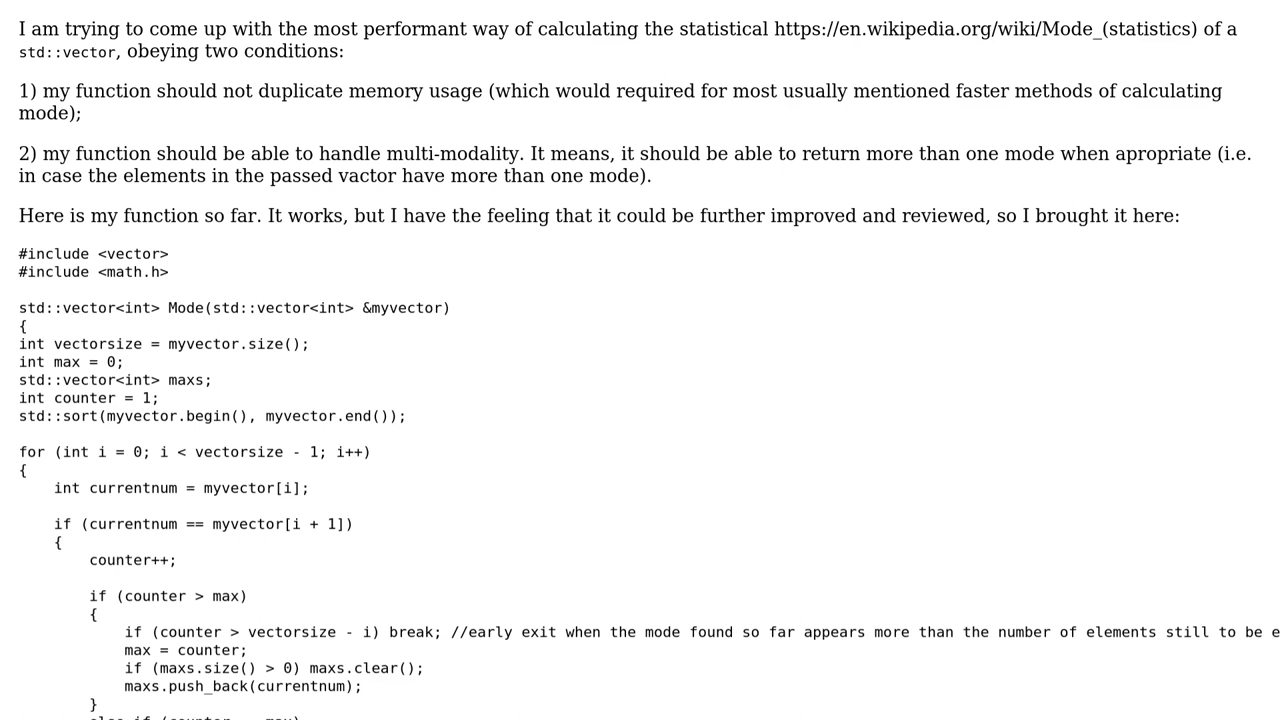 I am trying to come up with the most performant way of calculating the statistical https://en.wikipedia.org/wiki/Mode_(statistics) of a
std::vector, obeying two conditions:
1) my function should not duplicate memory usage (which would required for most usually mentioned faster methods of calculating
mode);
2) my function should be able to handle multi-modality. It means, it should be able to return more than one mode when apropriate (i.e.
in case the elements in the passed vactor have more than one mode).
Here is my function so far. It works, but I have the feeling that it could be further improved and reviewed, so I brought it here:
#include <vector>
#include <math.h>
std::vector<int> Mode(std::vector<int> &myvector)
{
int vectorsize = myvector.size();
int max = 0;
std::vector<int> maxs;
int counter = 1;
std::sort(myvector.begin(), myvector.end());
for (int i = 0; i < vectorsize - 1; i++)
{
    int currentnum = myvector[i];
    if (currentnum == myvector[i + 1])
    {
        counter++;
        if (counter > max)
        {
            if (counter > vectorsize - i) break; //early exit when the mode found so far appears more than the number of elements still to be
            max = counter;
            if (maxs.size() > 0) maxs.clear();
            maxs.push_back(currentnum);
        }